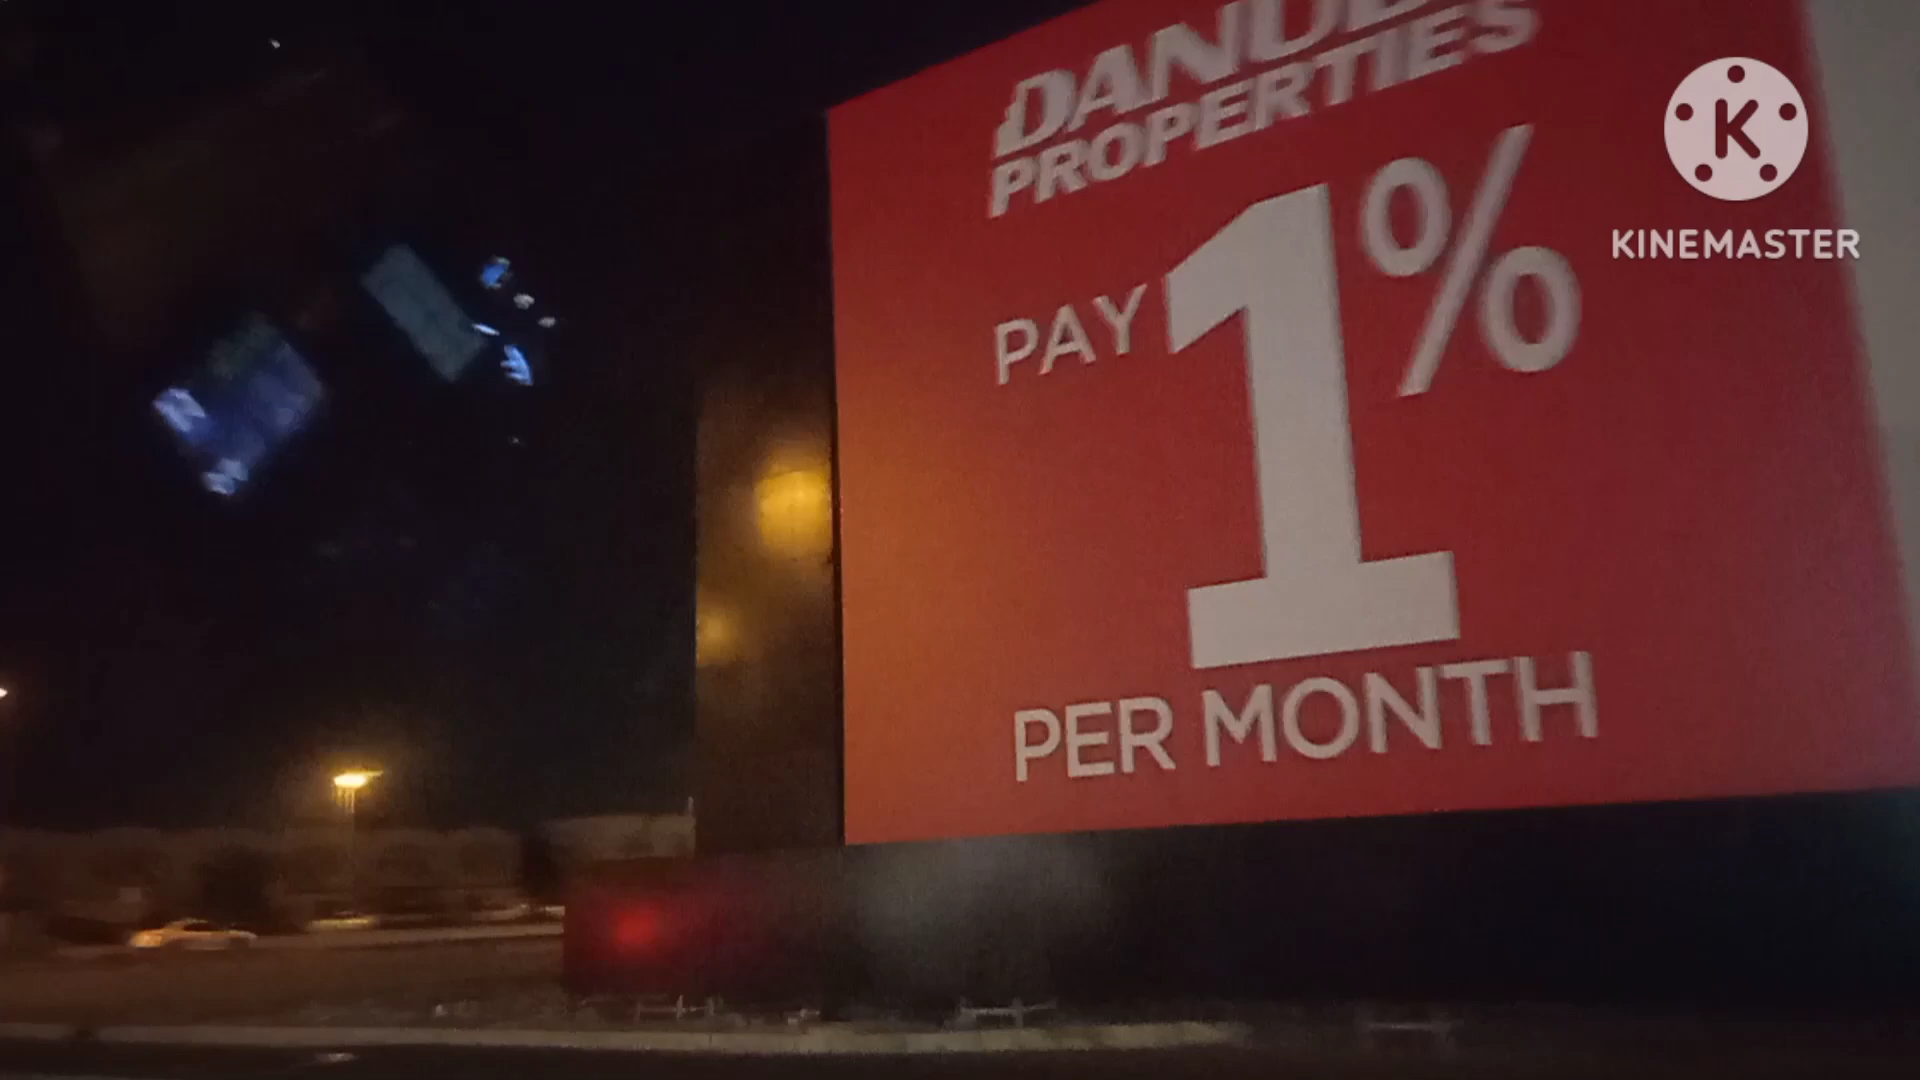 PROPERTIES
PAY 1%
PER MONTH
K
KINEMASTER